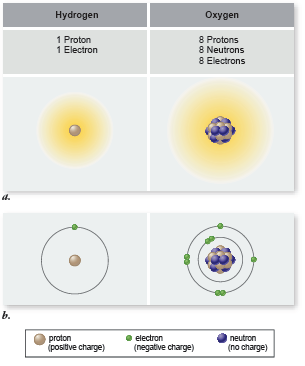 Hydrogen
Oxygen
1 Proton
1 Electron
8 Protons
8 Neutrons
8 Electrons
a.
b.
proton
(positive charge)
electron
(negative charge)
neutron
(no charge)